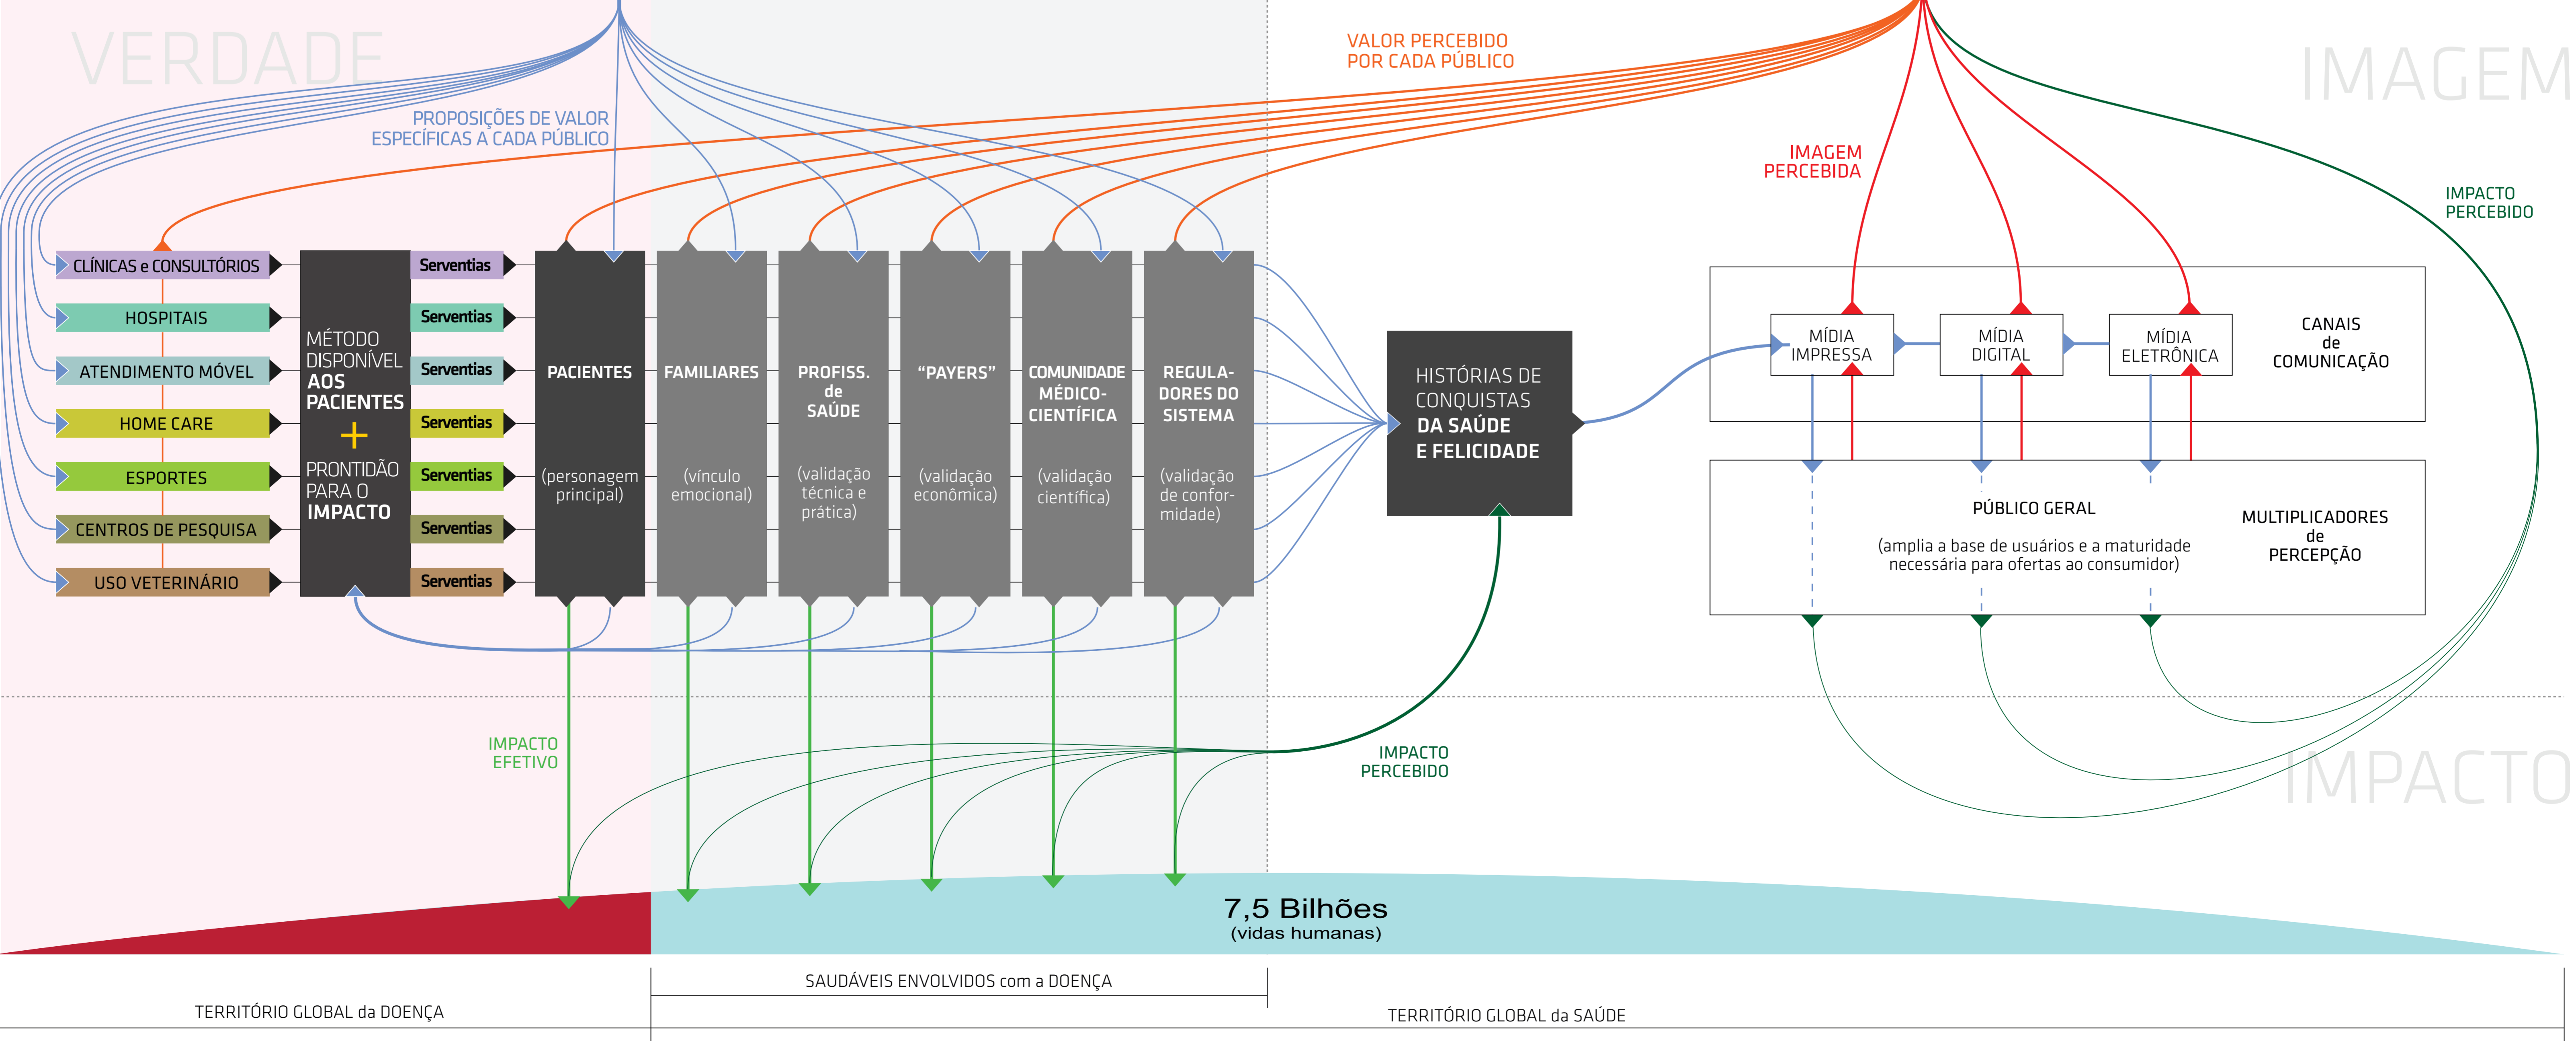 VERDADE
IMAGEM
VALOR PERCEBIDO
POR CADA PÚBLICO
PROPOSIÇÕES DE VALOR
ESPECÍFICAS A CADA PÚBLICO
IMAGEM
PERCEBIDA
IMPACTO
PERCEBIDO
CLÍNICAS e CONSULTÓRIOS
HOSPITAIS
ATENDIMENTO MÓVEL
HOME CARE
ESPORTES
CENTROS DE PESQUISA
USO VETERINÁRIO
MÉTODO
DISPONÍVEL
AOS
PACIENTES
+
PRONTIDÃO
PARA O
IMPACTO
Serventias
Serventias
Serventias
Serventias
Serventias
Serventias
Serventias
PACIENTES
(personagem
principal)
FAMILIARES
(vínculo
emocional)
PROFISS.
de
SAÚDE
(validação
técnica e
prática)
“PAYERS”
(validação
econômica)
COMUNIDADE
MÉDICO-
CIENTÍFICA
(validação
científica)
REGULA-
DORES DO
SISTEMA
(validação
de confor-
midade)
HISTÓRIAS DE
CONQUISTAS
DA SAÚDE
E FELICIDADE
MÍDIA
IMPRESSA
MÍDIA
DIGITAL
MÍDIA
ELETRÔNICA
CANAIS
de
COMUNICAÇÃO
PÚBLICO GERAL
(amplia a base de usuários e a maturidade
necessária para ofertas ao consumidor)
MULTIPLICADORES
de
PERCEPÇÃO
IMPACTO
EFETIVO
IMPACTO
PERCEBIDO
IMPACTO
7,5 Bilhões
(vidas humanas)
SAUDÁVEIS ENVOLVIDOS com a DOENÇA
TERRITÓRIO GLOBAL da DOENÇA
TERRITÓRIO GLOBAL da SAÚDE